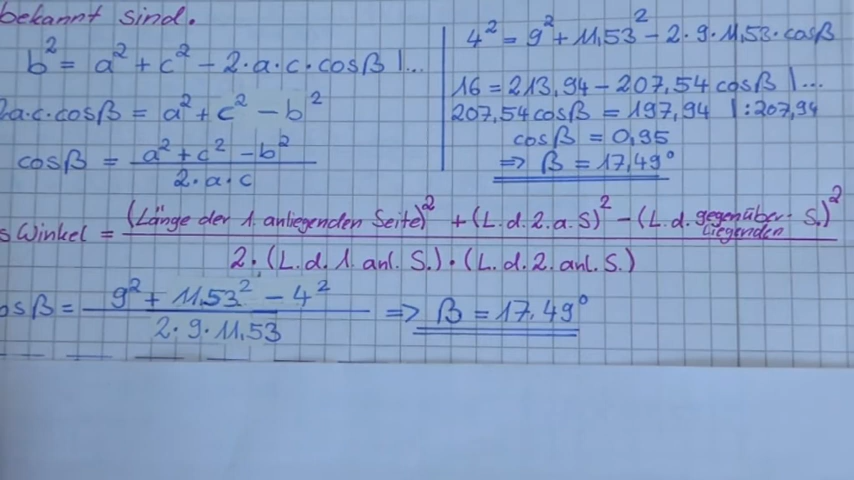 bekannt sind.
b² = a² + c² - 2·a·c·cosβ |...
2a·c·cosβ = a² + c² - b²
cosβ = (a² + c² - b²) / (2·a·c)
4² = 9² + 11,53² - 2·9·11,53·cosβ
16 = 213,94 - 207,54 cosβ |...
207,54 cosβ = 197,94 |:207,94
cosβ = 0,95
=> β = 17,49°
s Winkel = ((Länge der 1. anliegenden Seite)² + (L.d.2.a.S)² - (L.d. gegenüber-liegenden S.)²) / (2·(L.d.1.anl.S.)·(L.d.2.anl.S.))
osβ = (9² + 11,53² - 4²) / (2·9·11,53) => β = 17,49°